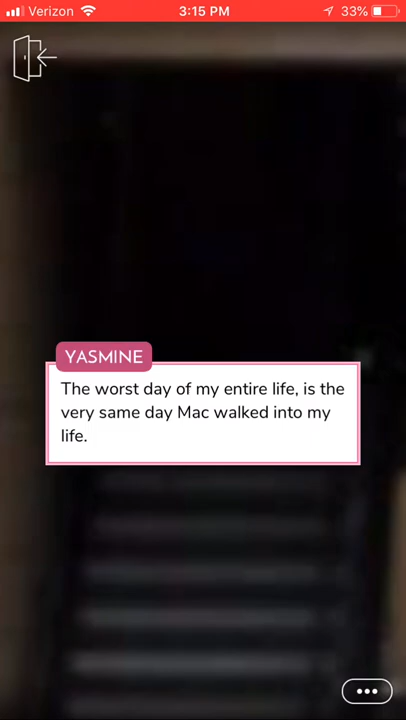 Verizon 3:15 PM 33%
YASMINE
The worst day of my entire life, is the
very same day Mac walked into my
life.